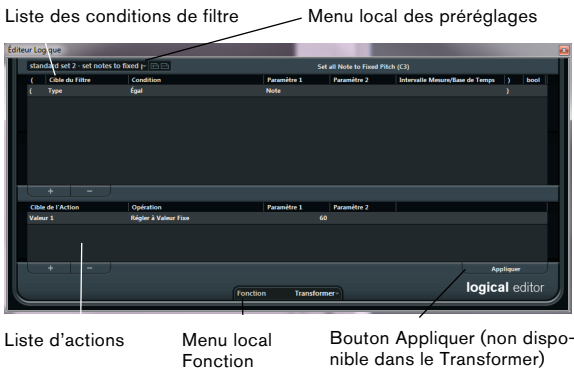 Liste des conditions de filtre
Menu local des préréglages
Éditeur Logique
standard set 2 - set notes to fixed p
Set all Note to Fixed Pitch (C3)
( Cible du Filtre Condition Paramètre 1 Paramètre 2 Intervalle Mesure/Base de Temps ) bool
( Type Égal Note )
+ −
Cible de l'Action Opération Paramètre 1 Paramètre 2
Valeur 1 Régler à Valeur Fixe 60
+ −
Appliquer
Fonction Transformer
logical editor
Liste d’actions
Menu local
Fonction
Bouton Appliquer (non dispo-
nible dans le Transformer)